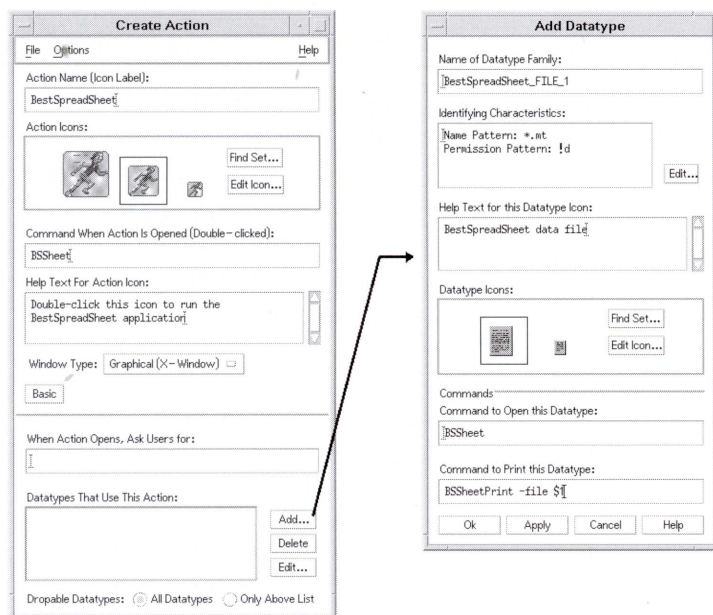 Create Action
File Options Help
Action Name (Icon Label):
BestSpreadSheet
Action Icons:
Find Set...
Edit Icon...
Command When Action Is Opened (Double-clicked):
BSSheet
Help Text For Action Icon:
Double-click this icon to run the
BestSpreadSheet application
Window Type: Graphical (X-Window)
Basic
When Action Opens, Ask Users for:
Datatypes That Use This Action:
Add...
Delete
Edit...
Dropable Datatypes: All Datatypes Only Above List
Add Datatype
Name of Datatype Family:
BestSpreadSheet_FILE_1
Identifying Characteristics:
Name Pattern: *.mt
Permission Pattern: !d
Edit...
Help Text for this Datatype Icon:
BestSpreadSheet data file
Datatype Icons:
Find Set...
Edit Icon...
Commands
Command to Open this Datatype:
BSSheet
Command to Print this Datatype:
BSSheetPrint -file $1
Ok Apply Cancel Help